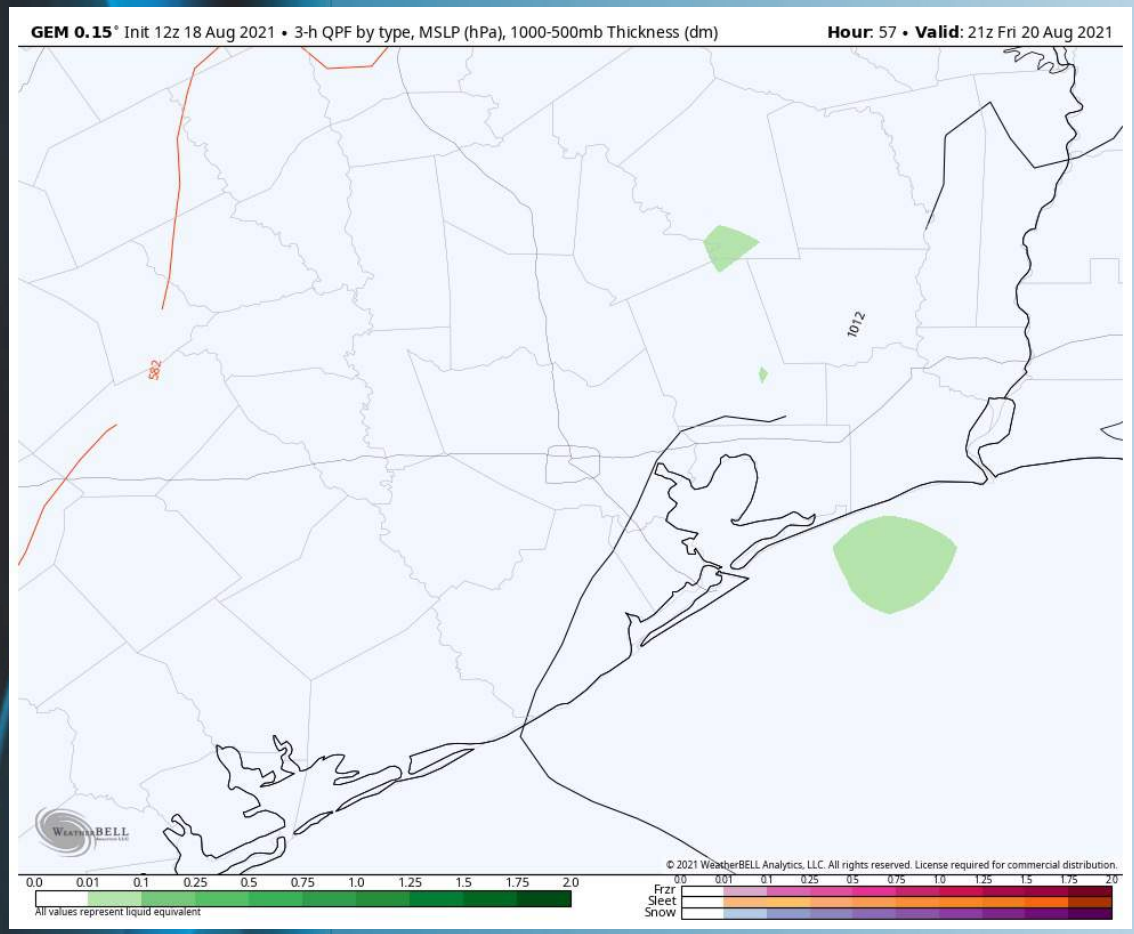 GEM 0.15° Init 12z 18 Aug 2021 • 3-h QPF by type, MSLP (hPa), 1000-500mb Thickness (dm) Hour: 57 • Valid: 21z Fri 20 Aug 2021
1012
582
WEATHERBELL
© 2021 WeatherBELL Analytics, LLC. All rights reserved. License required for commercial distribution.
0.0 0.01 0.1 0.25 0.50 0.75 1.0 1.25 1.5 1.75 2.0
All values represent liquid equivalent
0.0 0.01 0.1 0.25 0.5 0.75 1.0 1.25 1.5 1.75 2.0
Frzr
Sleet
Snow